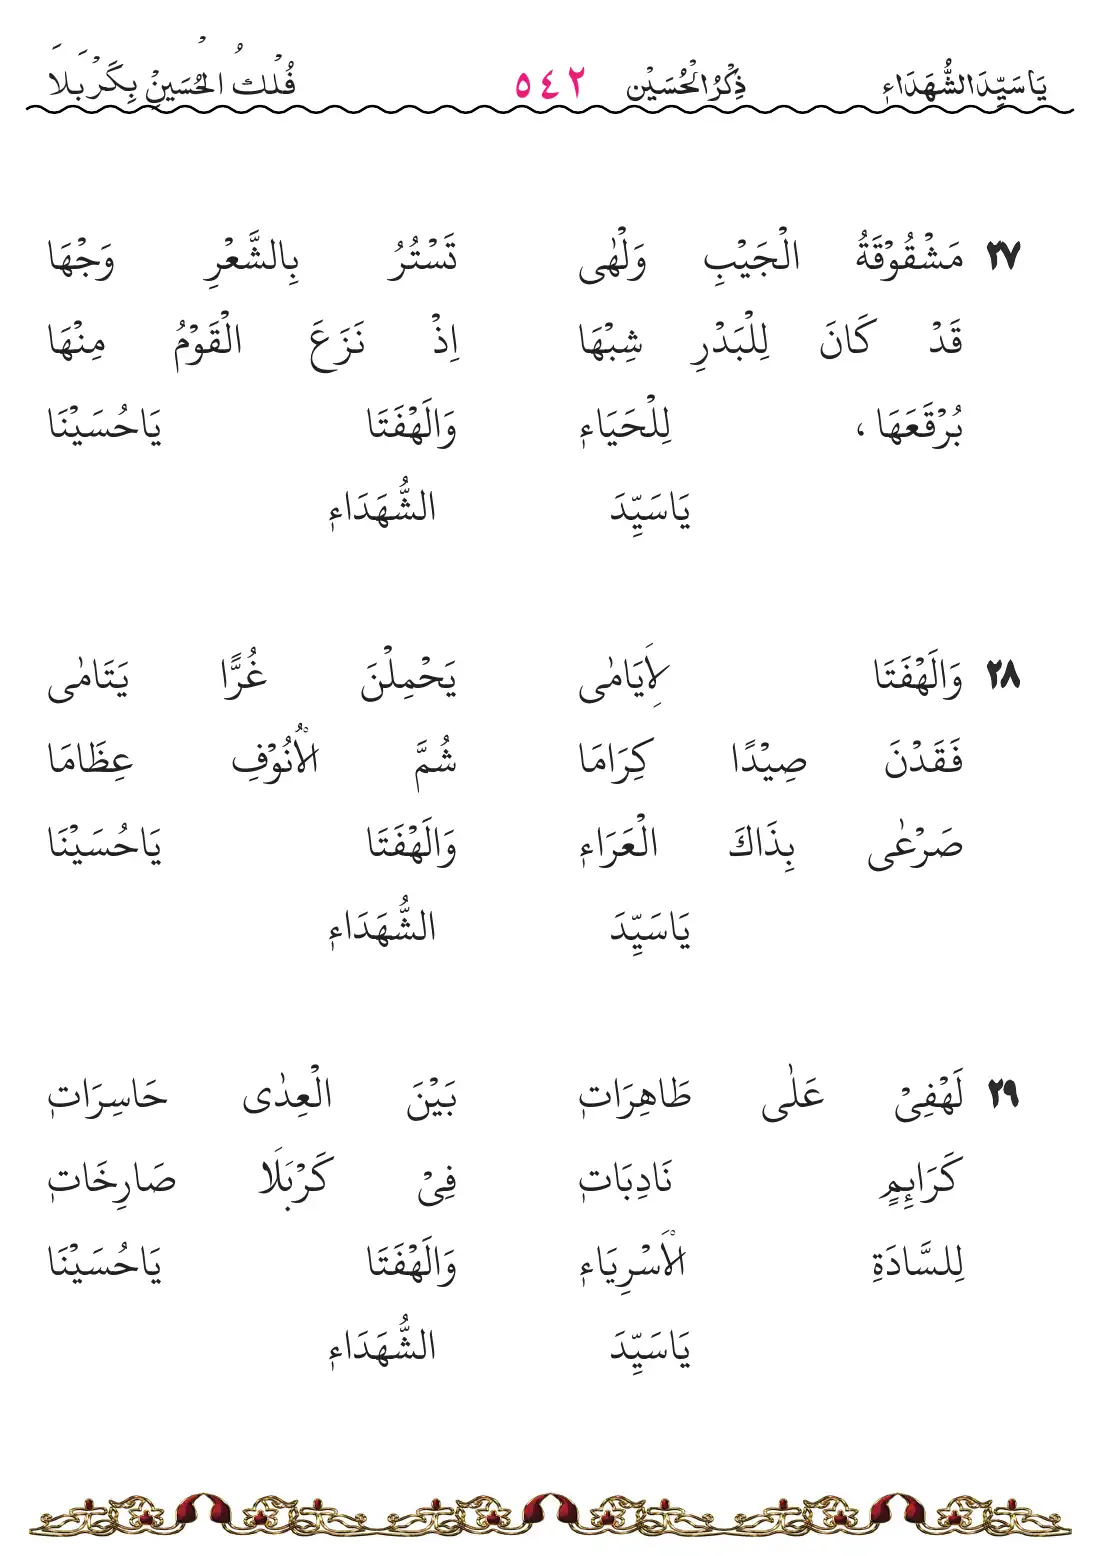 يَاسَيِّدَالشُّهَدَاءِ ذِكْرُالْحُسَيْن ٥٤٢ فُلْكُ الْحُسَيْنِ بِكَرْبَلَا
٢٧ مَشْقُوْقَةُ الْجَيْبِ وَلْهٰى تَسْتُرُ بِالشَّعْرِ وَجْهَا
قَدْ كَانَ لِلْبَدْرِ شِبْهَا اِذْ نَزَعَ الْقَوْمُ مِنْهَا
بُرْقَعَهَا، لِلْحَيَاءِ وَالَهْفَتَا يَاحُسَيْنَا
يَاسَيِّدَ الشُّهَدَاءِ
٢٨ وَالَهْفَتَا لِاَيَامٰى يَحْمِلْنَ غُرًّا يَتَامٰى
فَقَدْنَ صِيْدًا كِرَامَا شُمَّ الْاُنُوْفِ عِظَامَا
صَرْعٰى بِذَاكَ الْعَرَاءِ وَالَهْفَتَا يَاحُسَيْنَا
يَاسَيِّدَ الشُّهَدَاءِ
٢٩ لَهْفِيْ عَلٰى طَاهِرَاتٍ بَيْنَ الْعِدٰى حَاسِرَاتٍ
كَرَائِمٍ نَادِبَاتٍ فِيْ كَرْبَلَا صَارِخَاتٍ
لِلسَّادَةِ الْاَسْرِيَاءِ وَالَهْفَتَا يَاحُسَيْنَا
يَاسَيِّدَ الشُّهَدَاءِ